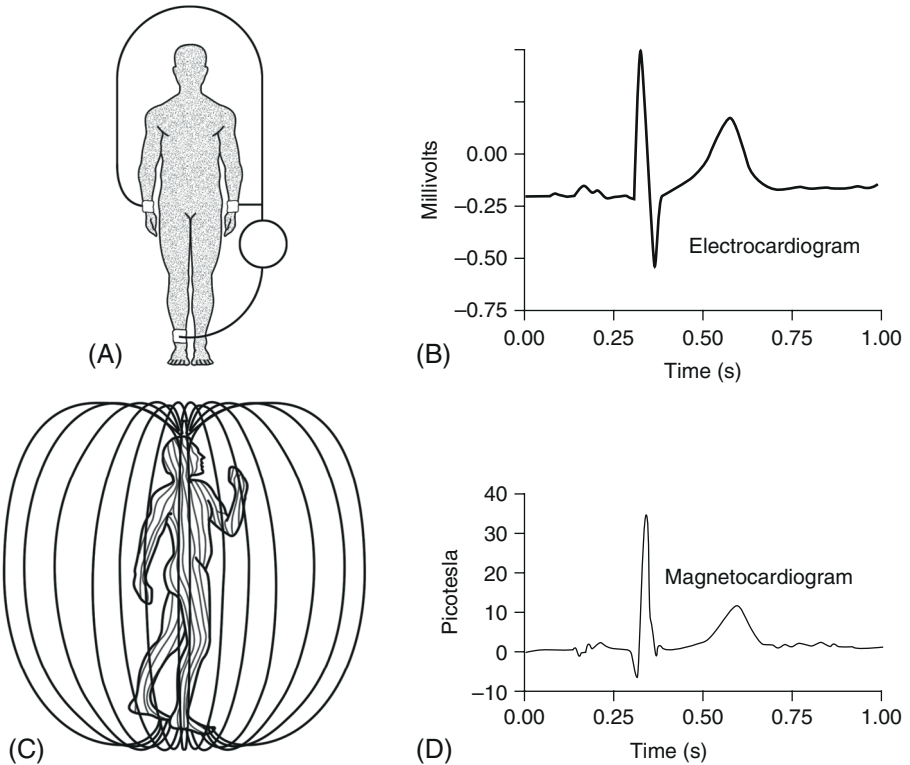 (A)
(B)
Millivolts
0.00
–0.25
–0.50
–0.75
Electrocardiogram
0.00 0.25 0.50 0.75 1.00
Time (s)
(C)
(D)
Picotesla
40
30
20
10
0
–10
Magnetocardiogram
0.00 0.25 0.50 0.75 1.00
Time (s)